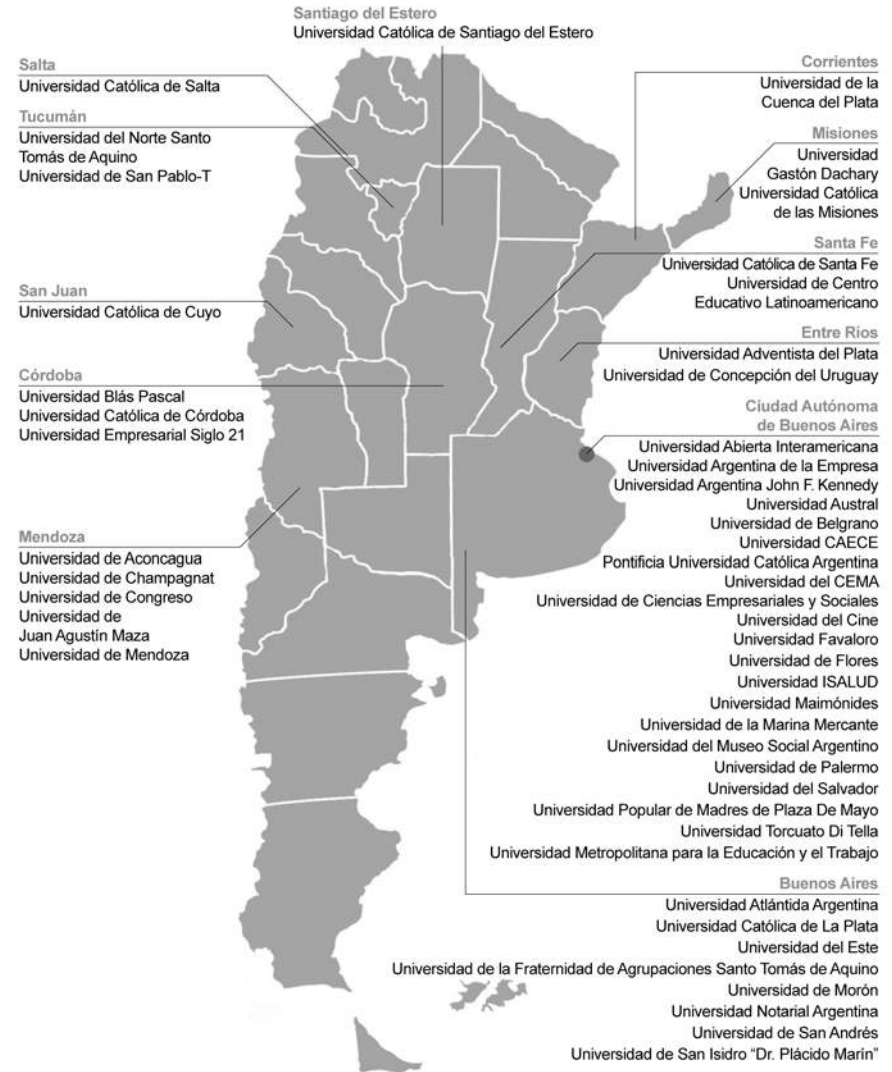 Santiago del Estero
Universidad Católica de Santiago del Estero
Salta
Universidad Católica de Salta
Tucumán
Universidad del Norte Santo
Tomás de Aquino
Universidad de San Pablo-T
San Juan
Universidad Católica de Cuyo
Córdoba
Universidad Blás Pascal
Universidad Católica de Córdoba
Universidad Empresarial Siglo 21
Mendoza
Universidad de Aconcagua
Universidad de Champagnat
Universidad de Congreso
Universidad de
Juan Agustín Maza
Universidad de Mendoza
Corrientes
Universidad de la
Cuenca del Plata
Misiones
Universidad
Gastón Dachary
Universidad Católica
de las Misiones
Santa Fe
Universidad Católica de Santa Fe
Universidad de Centro
Educativo Latinoamericano
Entre Rios
Universidad Adventista del Plata
Universidad de Concepción del Uruguay
Ciudad Autónoma
de Buenos Aires
Universidad Abierta Interamericana
Universidad Argentina de la Empresa
Universidad Argentina John F. Kennedy
Universidad Austral
Universidad de Belgrano
Universidad CAECE
Pontificia Universidad Católica Argentina
Universidad del CEMA
Universidad de Ciencias Empresariales y Sociales
Universidad del Cine
Universidad Favaloro
Universidad de Flores
Universidad ISALUD
Universidad Maimónides
Universidad de la Marina Mercante
Universidad del Museo Social Argentino
Universidad de Palermo
Universidad del Salvador
Universidad Popular de Madres de Plaza De Mayo
Universidad Torcuato Di Tella
Universidad Metropolitana para la Educación y el Trabajo
Buenos Aires
Universidad Atlántida Argentina
Universidad Católica de La Plata
Universidad del Este
Universidad de la Fraternidad de Agrupaciones Santo Tomás de Aquino
Universidad de Morón
Universidad Notarial Argentina
Universidad de San Andrés
Universidad de San Isidro “Dr. Plácido Marín”